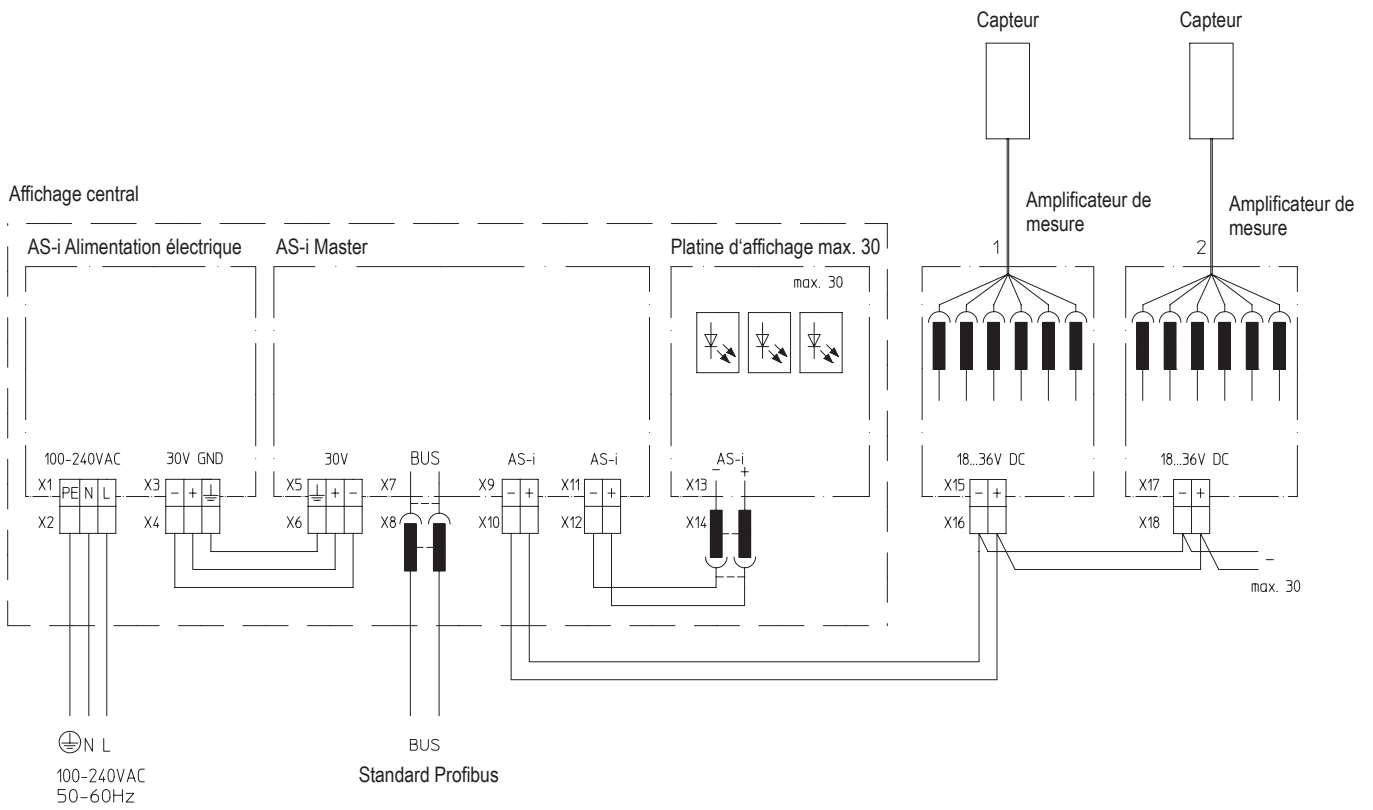 Capteur
Capteur
Amplificateur de
mesure
Amplificateur de
mesure
1
2
Affichage central
AS-i Alimentation électrique
AS-i Master
Platine d‘affichage max. 30
max. 30
100-240VAC
30V GND
30V
BUS
AS-i
AS-i
AS-i
18...36V DC
18...36V DC
X1
PE N L
X3
- +
X5
+ -
X7
X9
- +
X11
- +
X13
- +
X15
- +
X17
- +
X2
X4
X6
X8
X10
X12
X14
X16
X18
-
max. 30
N L
BUS
100-240VAC
50-60Hz
Standard Profibus